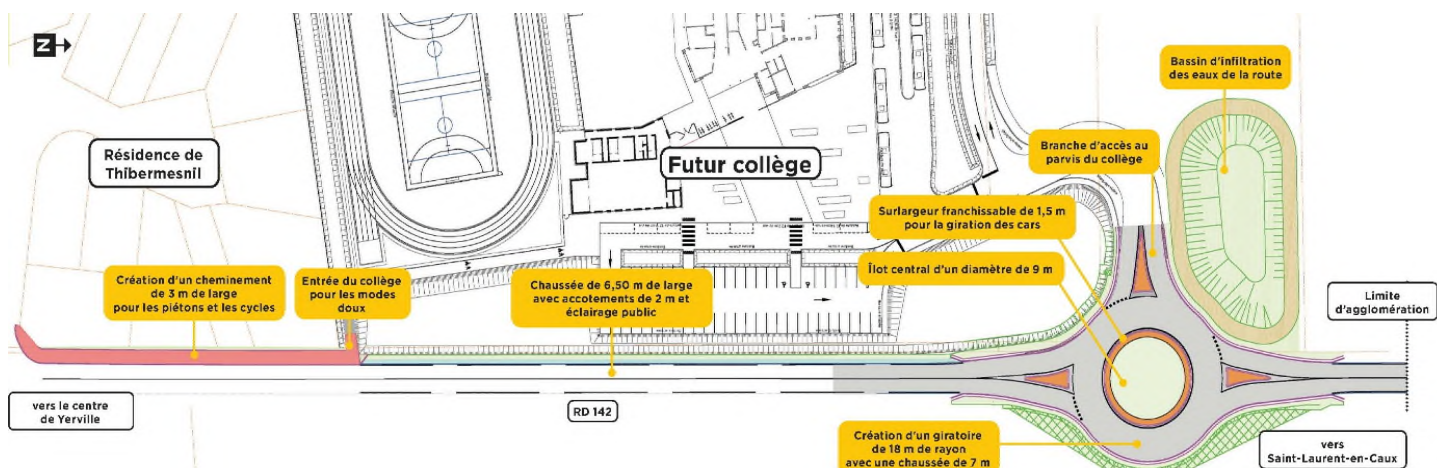 N
Bassin d'infiltration
des eaux de la route
Résidence de
Thibermesnil
Futur collège
Branche d'accès au
parvis du collège
Surlargeur franchissable de 1,5 m
pour la giration des cars
Îlot central d'un diamètre de 9 m
Création d'un cheminement
de 3 m de large
pour les piétons et les cycles
Entrée du collège
pour les modes
doux
Chaussée de 6,50 m de large
avec accotements de 2 m et
éclairage public
Limite
d'agglomération
vers le centre
de Yerville
RD 142
Création d'un giratoire
de 18 m de rayon
avec une chaussée de 7 m
vers
Saint-Laurent-en-Caux